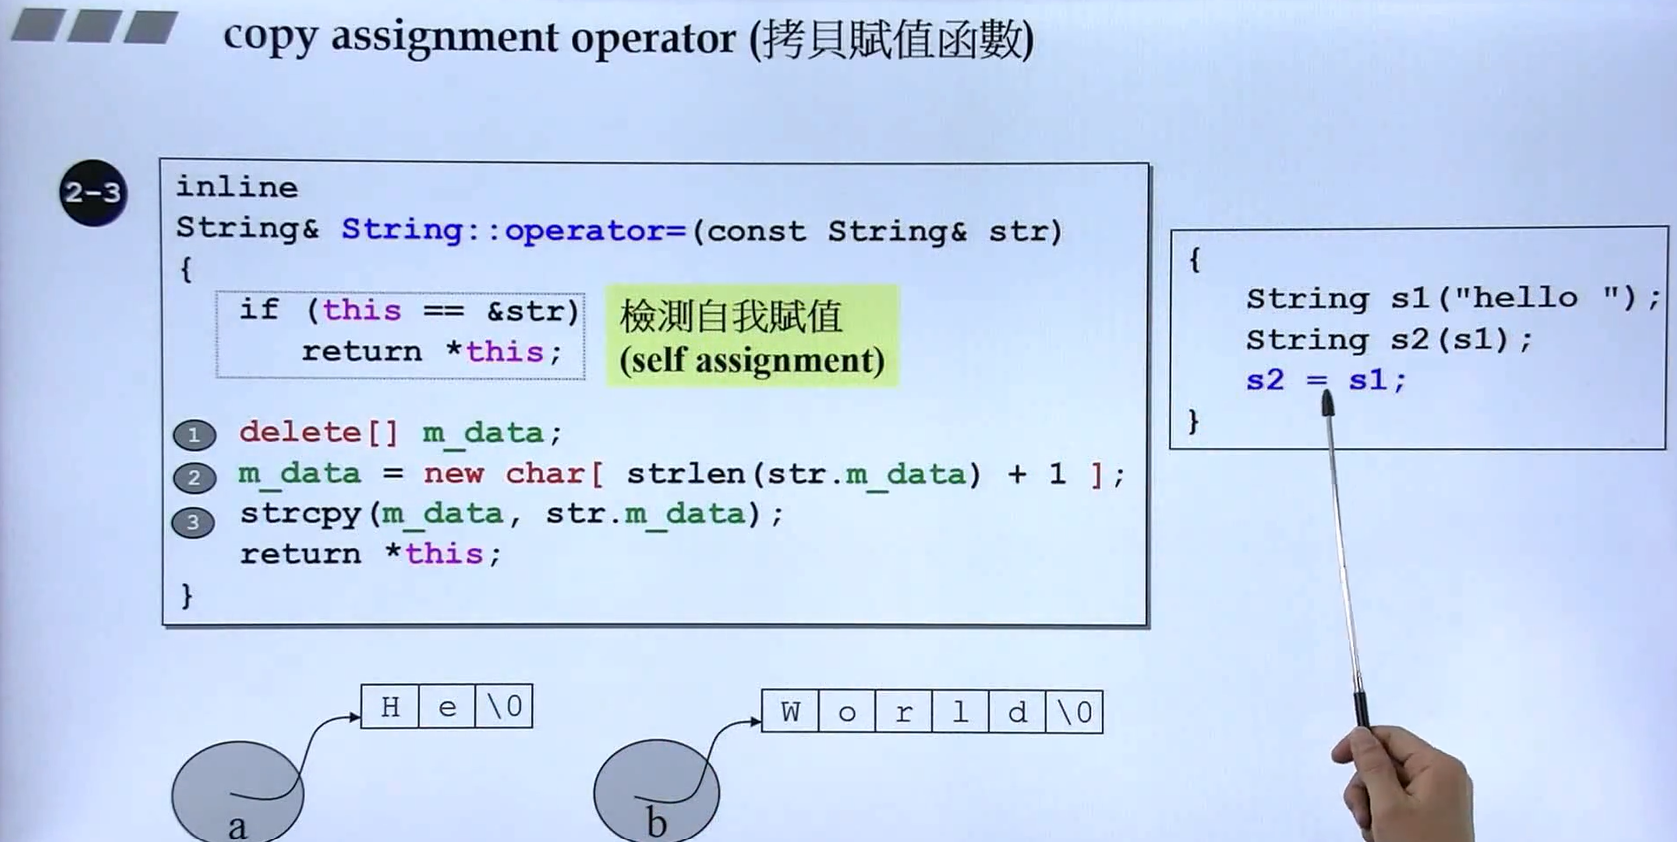 copy assignment operator (拷貝賦值函數)
2-3
inline
String& String::operator=(const String& str)
{
if (this == &str)
return *this;
檢測自我賦值
(self assignment)
1 delete[] m_data;
2 m_data = new char[ strlen(str.m_data) + 1 ];
3 strcpy(m_data, str.m_data);
return *this;
}
{
String s1("hello ");
String s2(s1);
s2 = s1;
}
H e \0
W o r l d \0
a
b